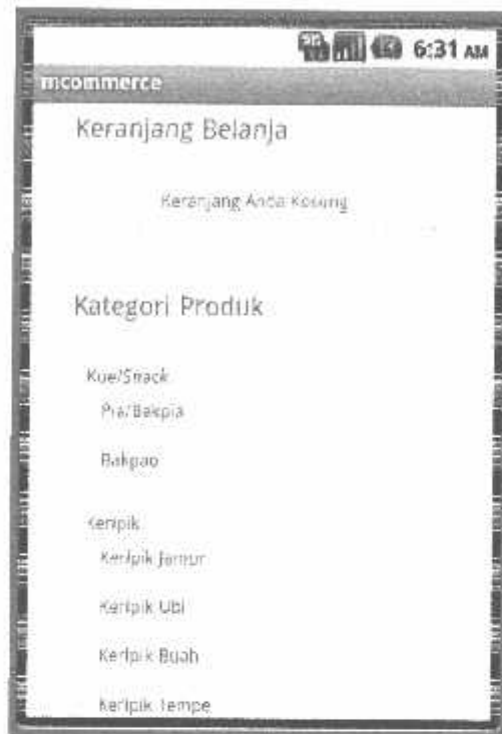 6:31 AM
mcommerce
Keranjang Belanja
Keranjang Anda Kosong
Kategori Produk
Kue/Snack
Pia/Bakpia
Bakpao
Keripik
Keripik Jamur
Keripik Ubi
Keripik Buah
Keripik Tempe